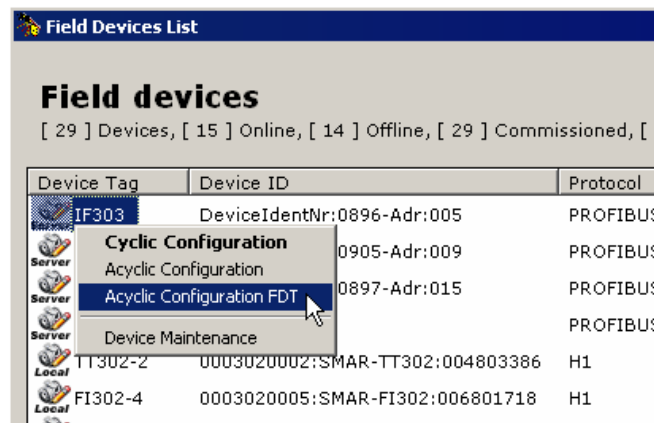 Field Devices List
Field devices
[ 29 ] Devices, [ 15 ] Online, [ 14 ] Offline, [ 29 ] Commissioned, [
Device Tag Device ID Protocol
Server IF303 DeviceIdentNr:0896-Adr:005 PROFIBUS
Cyclic Configuration
Server 0905-Adr:009 PROFIBUS
Acyclic Configuration
Server Acyclic Configuration FDT 0897-Adr:015 PROFIBUS
Server PROFIBUS
Device Maintenance
Local TT302-2 0003020002:SMAR-TT302:004803386 H1
Local FI302-4 0003020005:SMAR-FI302:006801718 H1